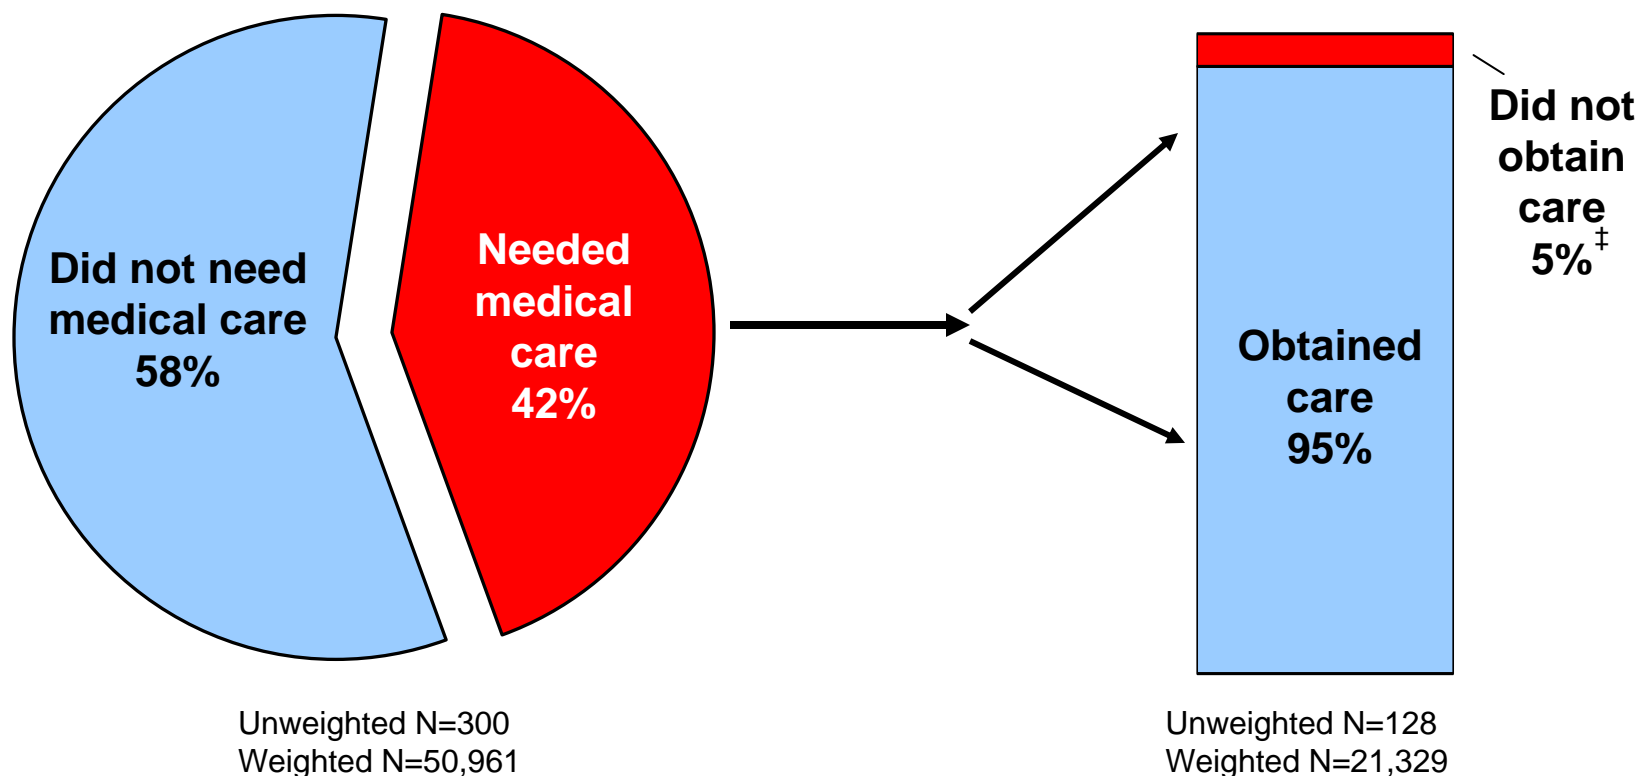 Did not need
medical care
58%
Needed
medical
care
42%
Did not
obtain
care
5%‡
Obtained
care
95%
Unweighted N=300
Weighted N=50,961
Unweighted N=128
Weighted N=21,329